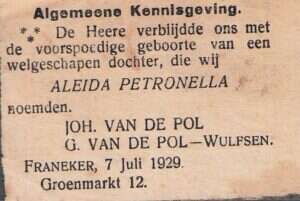 Algemeene Kennisgeving.
*** De Heere verblijdde ons met
de voorspoedige geboorte van een
welgeschapen dochter, die wij
ALEIDA PETRONELLA
noemden.
JOH. VAN DE POL
G. VAN DE POL—WULFSEN.
FRANEKER, 7 Juli 1929.
Groenmarkt 12.